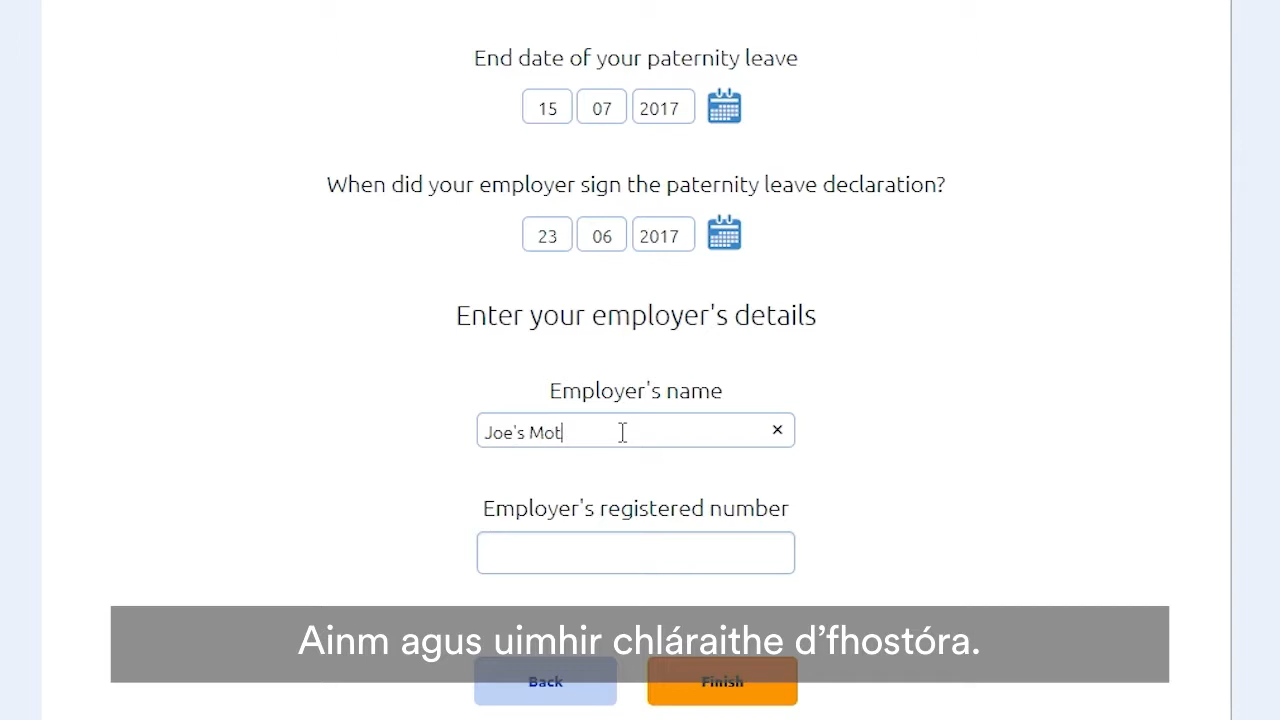 End date of your paternity leave
15 07 2017
When did your employer sign the paternity leave declaration?
23 06 2017
Enter your employer's details
Employer's name
Joe's Mot
×
Employer's registered number
Ainm agus uimhir chláraithe d’fhostóra.
Back Finish